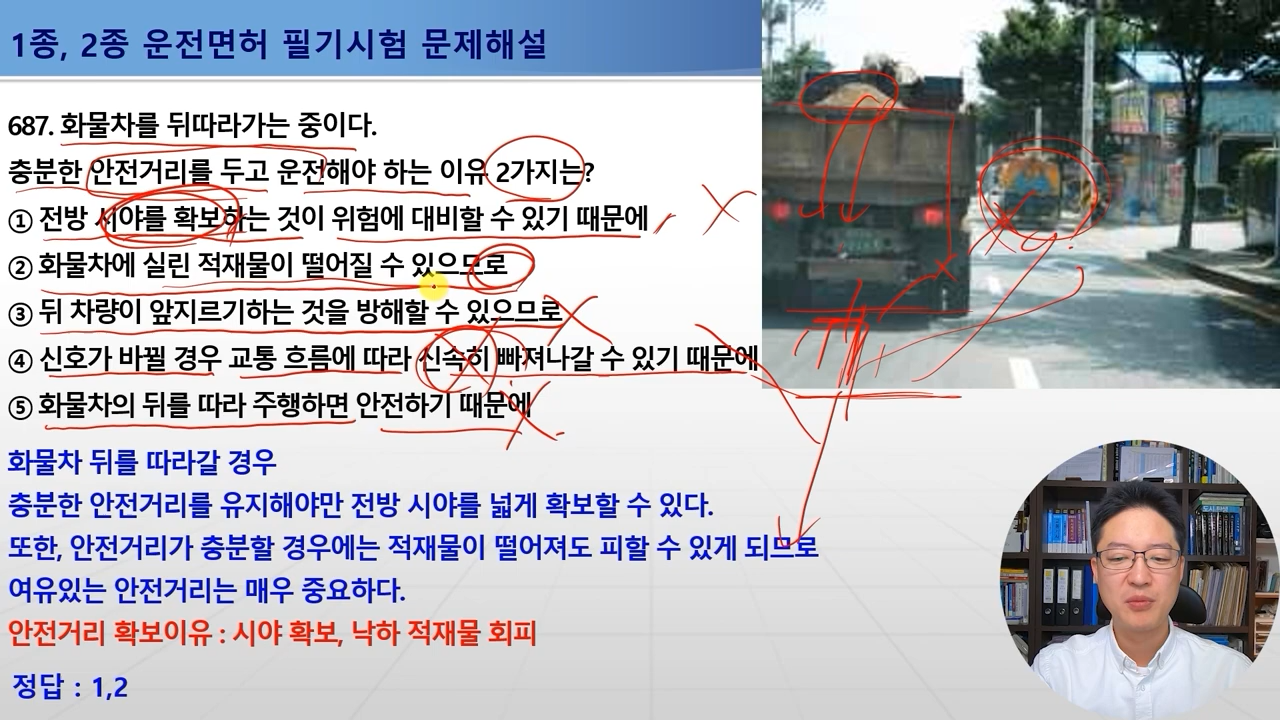 1종, 2종 운전면허 필기시험 문제해설
687. 화물차를 뒤따라가는 중이다.
충분한 안전거리를 두고 운전해야 하는 이유 2가지는?
① 전방 시야를 확보하는 것이 위험에 대비할 수 있기 때문에
② 화물차에 실린 적재물이 떨어질 수 있으므로
③ 뒤 차량이 앞지르기하는 것을 방해할 수 있으므로
④ 신호가 바뀔 경우 교통 흐름에 따라 신속히 빠져나갈 수 있기 때문에
⑤ 화물차의 뒤를 따라 주행하면 안전하기 때문에
화물차 뒤를 따라갈 경우
충분한 안전거리를 유지해야만 전방 시야를 넓게 확보할 수 있다.
또한, 안전거리가 충분할 경우에는 적재물이 떨어져도 피할 수 있게 되므로
여유있는 안전거리는 매우 중요하다.
안전거리 확보이유 : 시야 확보, 낙하 적재물 회피
정답 : 1,2